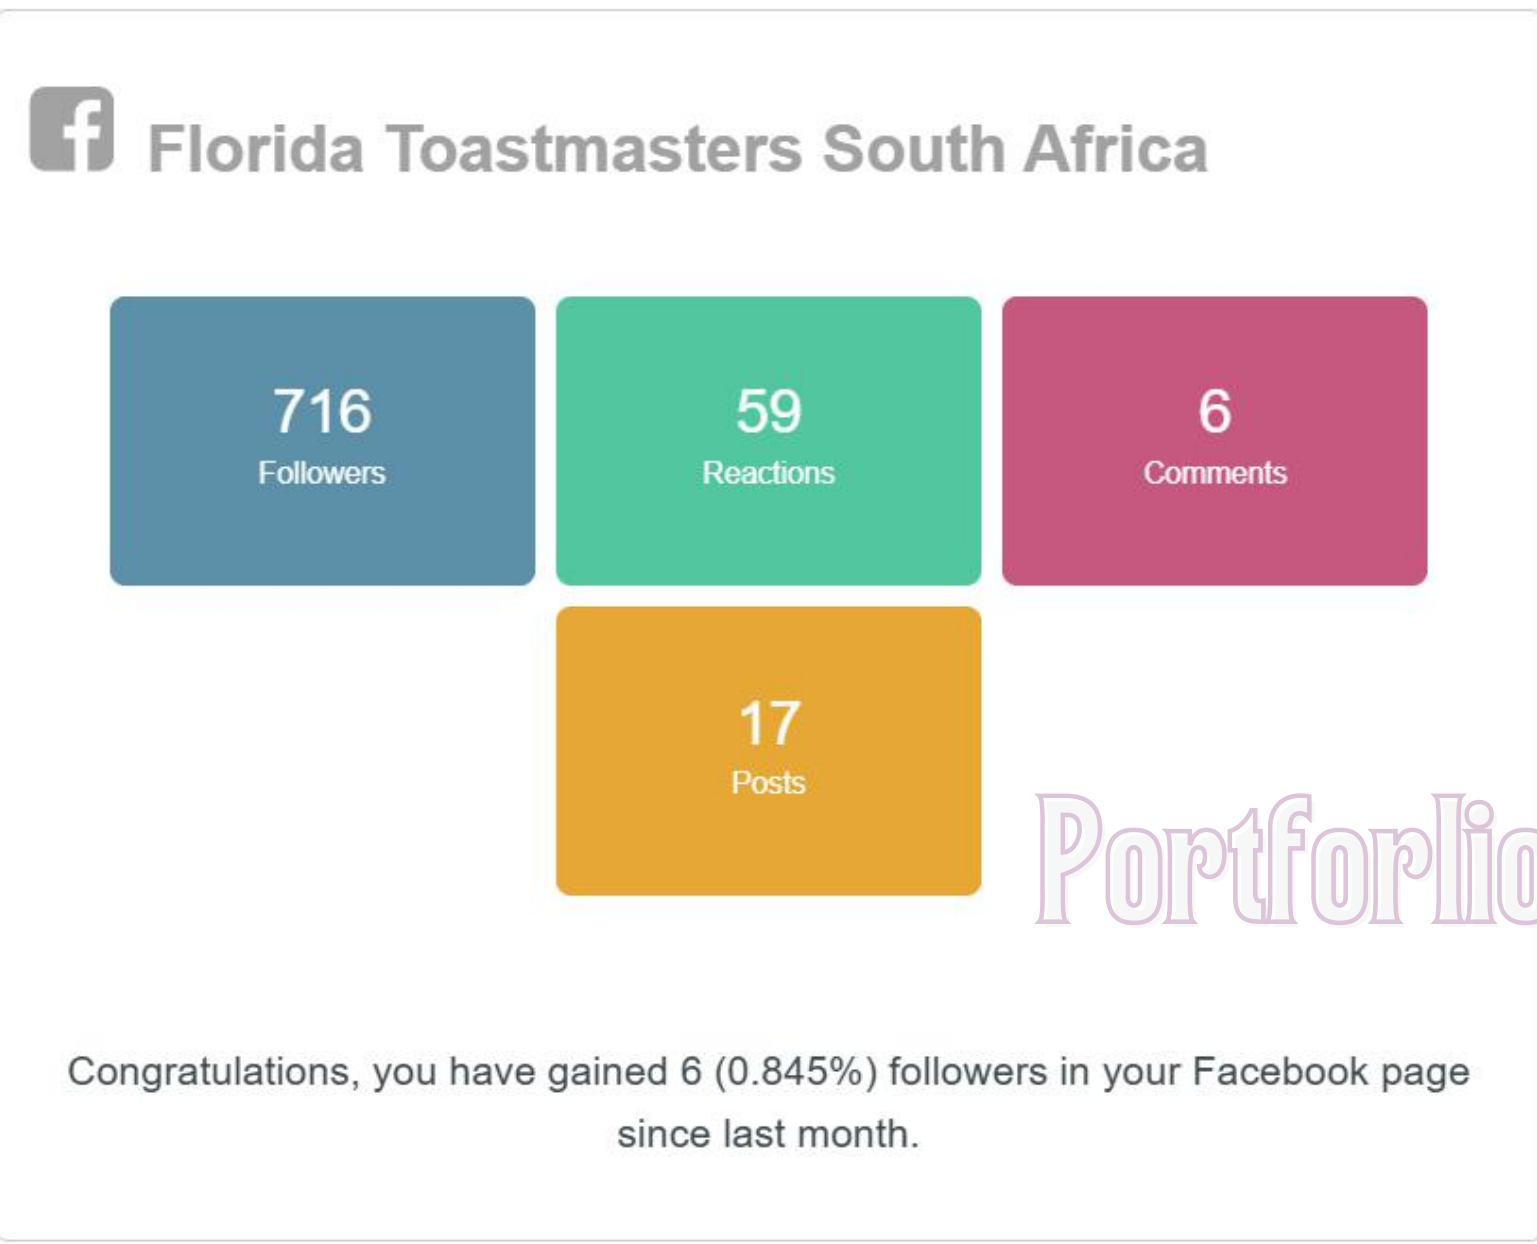 Florida Toastmasters South Africa
716
Followers
59
Reactions
6
Comments
17
Posts
Portforlio
Congratulations, you have gained 6 (0.845%) followers in your Facebook page
since last month.